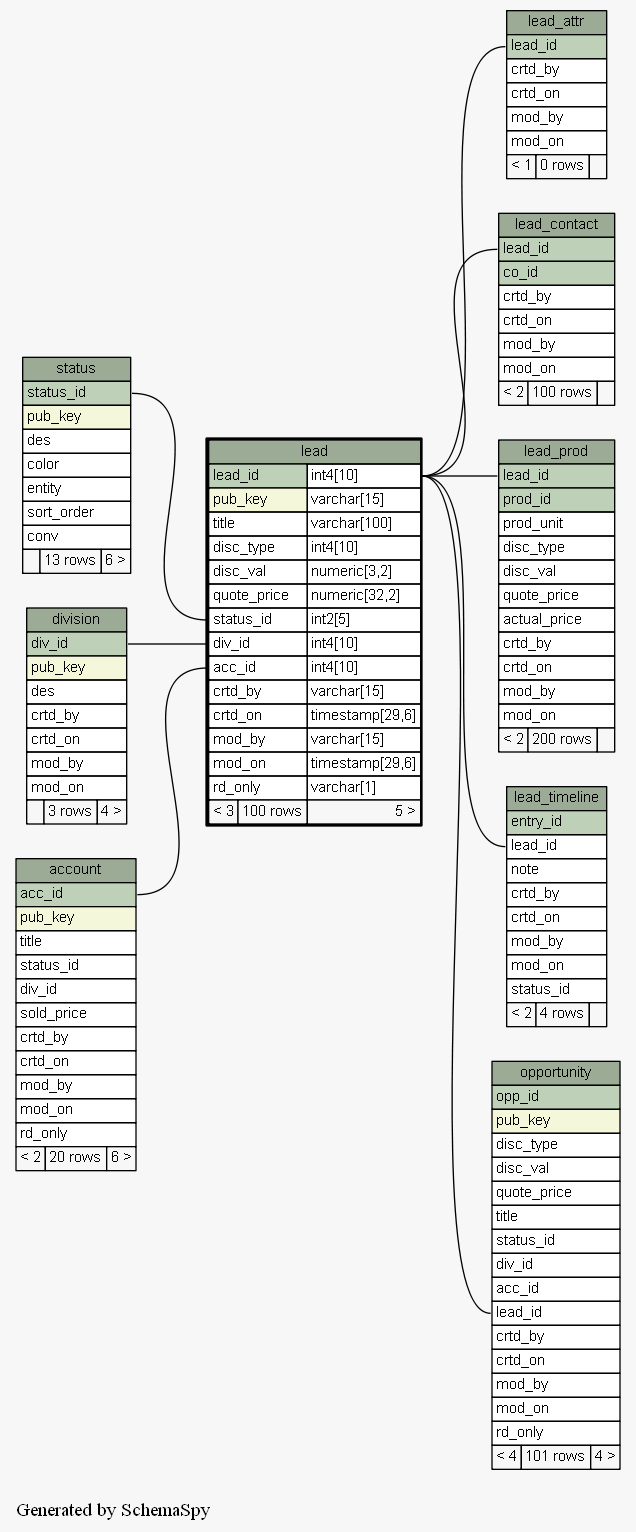 lead_attr
lead_id
crtd_by
crtd_on
mod_by
mod_on
< 1 0 rows
lead_contact
lead_id
co_id
crtd_by
crtd_on
mod_by
mod_on
< 2 100 rows
status
status_id
pub_key
des
color
entity
sort_order
conv
13 rows 6 >
lead
lead_id int4[10]
pub_key varchar[15]
title varchar[100]
disc_type int4[10]
disc_val numeric[3,2]
quote_price numeric[32,2]
status_id int2[5]
div_id int4[10]
acc_id int4[10]
crtd_by varchar[15]
crtd_on timestamp[29,6]
mod_by varchar[15]
mod_on timestamp[29,6]
rd_only varchar[1]
< 3 100 rows 5 >
lead_prod
lead_id
prod_id
prod_unit
disc_type
disc_val
quote_price
actual_price
crtd_by
crtd_on
mod_by
mod_on
< 2 200 rows
division
div_id
pub_key
des
crtd_by
crtd_on
mod_by
mod_on
3 rows 4 >
lead_timeline
entry_id
lead_id
note
crtd_by
crtd_on
mod_by
mod_on
status_id
< 2 4 rows
account
acc_id
pub_key
title
status_id
div_id
sold_price
crtd_by
crtd_on
mod_by
mod_on
rd_only
< 2 20 rows 6 >
opportunity
opp_id
pub_key
disc_type
disc_val
quote_price
title
status_id
div_id
acc_id
lead_id
crtd_by
crtd_on
mod_by
mod_on
rd_only
< 4 101 rows 4 >
Generated by SchemaSpy